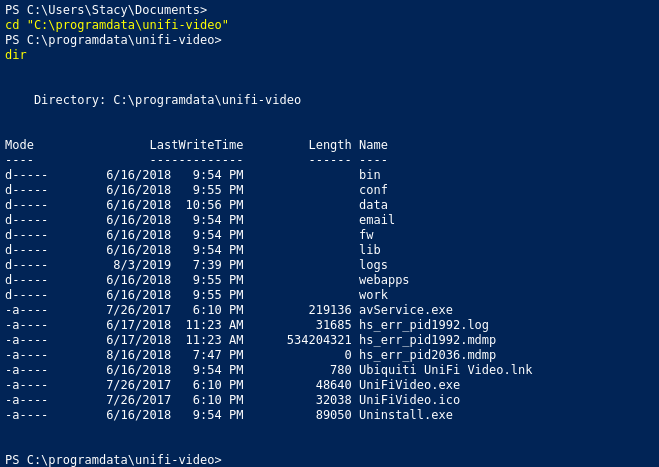 PS C:\Users\Stacy\Documents>
cd "C:\programdata\unifi-video"
PS C:\programdata\unifi-video>
dir
    Directory: C:\programdata\unifi-video
Mode                LastWriteTime         Length Name
----                -------------         ------ ----
d-----        6/16/2018   9:54 PM                bin
d-----        6/16/2018   9:55 PM                conf
d-----        6/16/2018  10:56 PM                data
d-----        6/16/2018   9:54 PM                email
d-----        6/16/2018   9:54 PM                fw
d-----        6/16/2018   9:54 PM                lib
d-----         8/3/2019   7:39 PM                logs
d-----        6/16/2018   9:55 PM                webapps
d-----        6/16/2018   9:55 PM                work
-a----        7/26/2017   6:10 PM         219136 avService.exe
-a----        6/17/2018  11:23 AM          31685 hs_err_pid1992.log
-a----        6/17/2018  11:23 AM      534204321 hs_err_pid1992.mdmp
-a----        8/16/2018   7:47 PM              0 hs_err_pid2036.mdmp
-a----        6/16/2018   9:54 PM            780 Ubiquiti UniFi Video.lnk
-a----        7/26/2017   6:10 PM          48640 UniFiVideo.exe
-a----        7/26/2017   6:10 PM          32038 UniFiVideo.ico
-a----        6/16/2018   9:54 PM          89050 Uninstall.exe
PS C:\programdata\unifi-video>